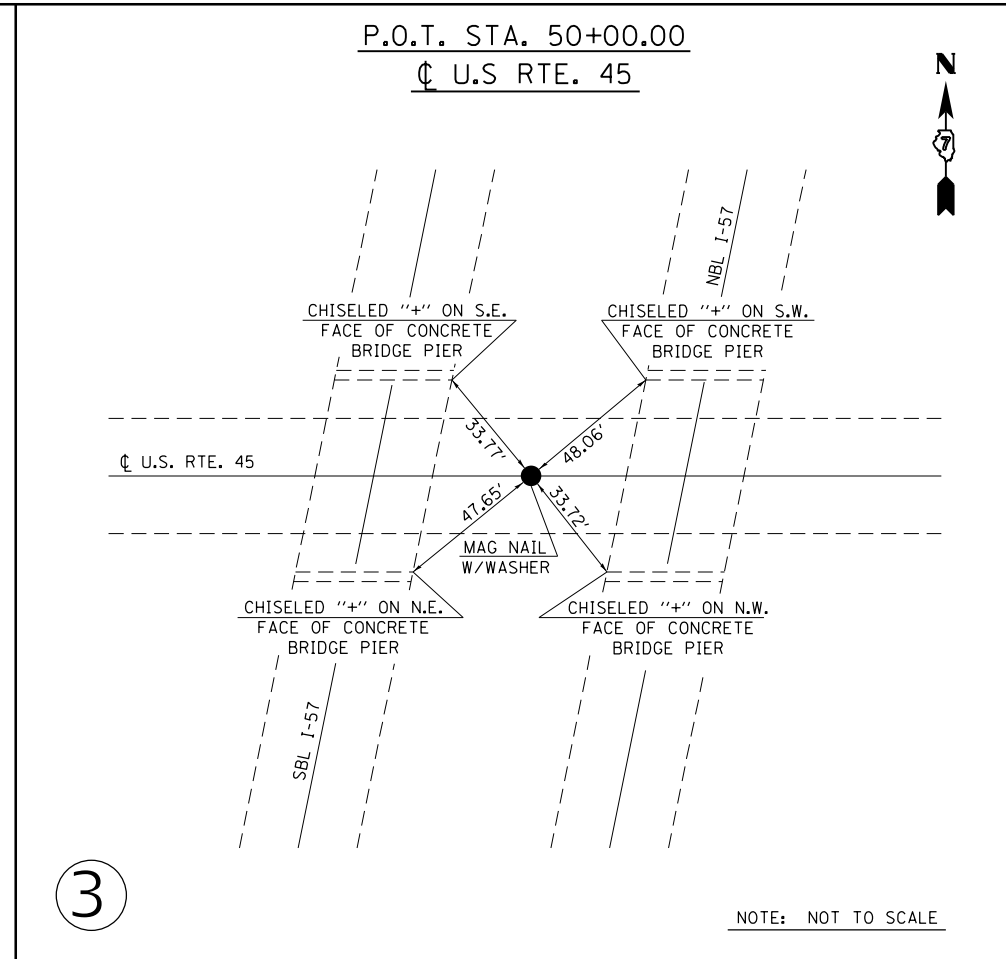 P.O.T. STA. 50+00.00
℄ U.S RTE. 45
N
7
NBL I-57
CHISELED "+" ON S.E.
FACE OF CONCRETE
BRIDGE PIER
CHISELED "+" ON S.W.
FACE OF CONCRETE
BRIDGE PIER
33.77'
48.06'
℄ U.S. RTE. 45
47.65'
33.72'
MAG NAIL
W/WASHER
CHISELED "+" ON N.E.
FACE OF CONCRETE
BRIDGE PIER
CHISELED "+" ON N.W.
FACE OF CONCRETE
BRIDGE PIER
SBL I-57
3
NOTE: NOT TO SCALE